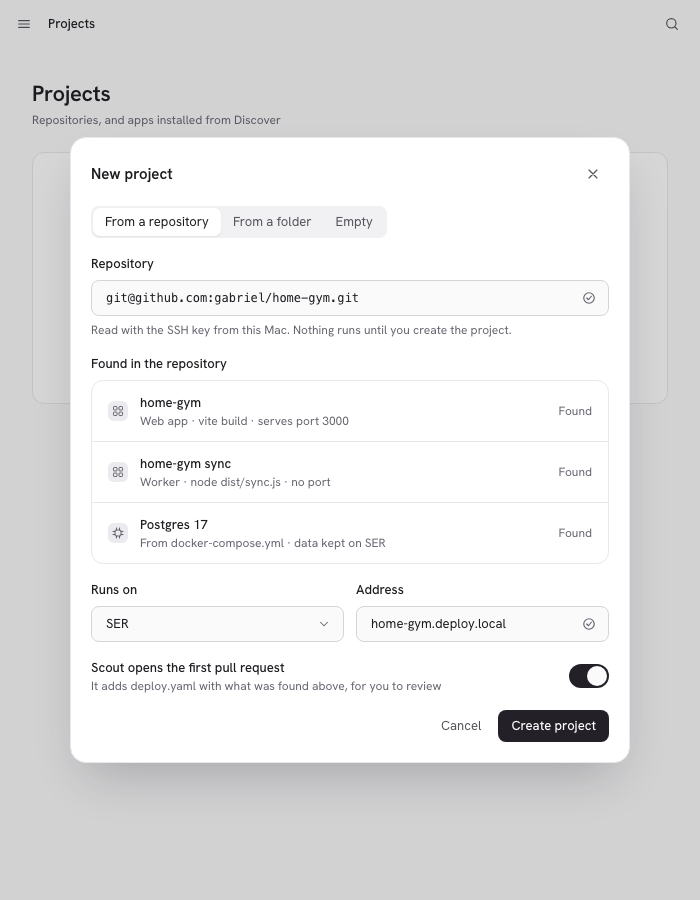 Projects
Projects
Repositories, and apps installed from Discover
New project
From a repository
From a folder
Empty
Repository
git@github.com:gabriel/home-gym.git
Read with the SSH key from this Mac. Nothing runs until you create the project.
Found in the repository
home-gym
Web app · vite build · serves port 3000
Found
home-gym sync
Worker · node dist/sync.js · no port
Found
Postgres 17
From docker-compose.yml · data kept on SER
Found
Runs on
Address
SER
home-gym.deploy.local
Scout opens the first pull request
It adds deploy.yaml with what was found above, for you to review
Cancel
Create project